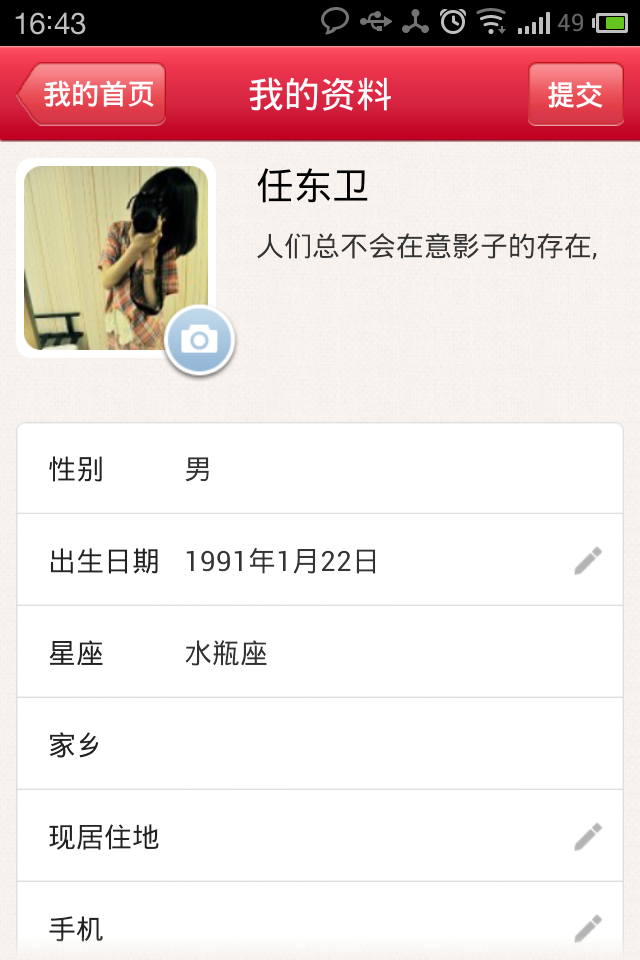 16:43
49
我的首页
我的资料
提交
任东卫
人们总不会在意影子的存在,
性别 男
出生日期 1991年1月22日
星座 水瓶座
家乡
现居住地
手机